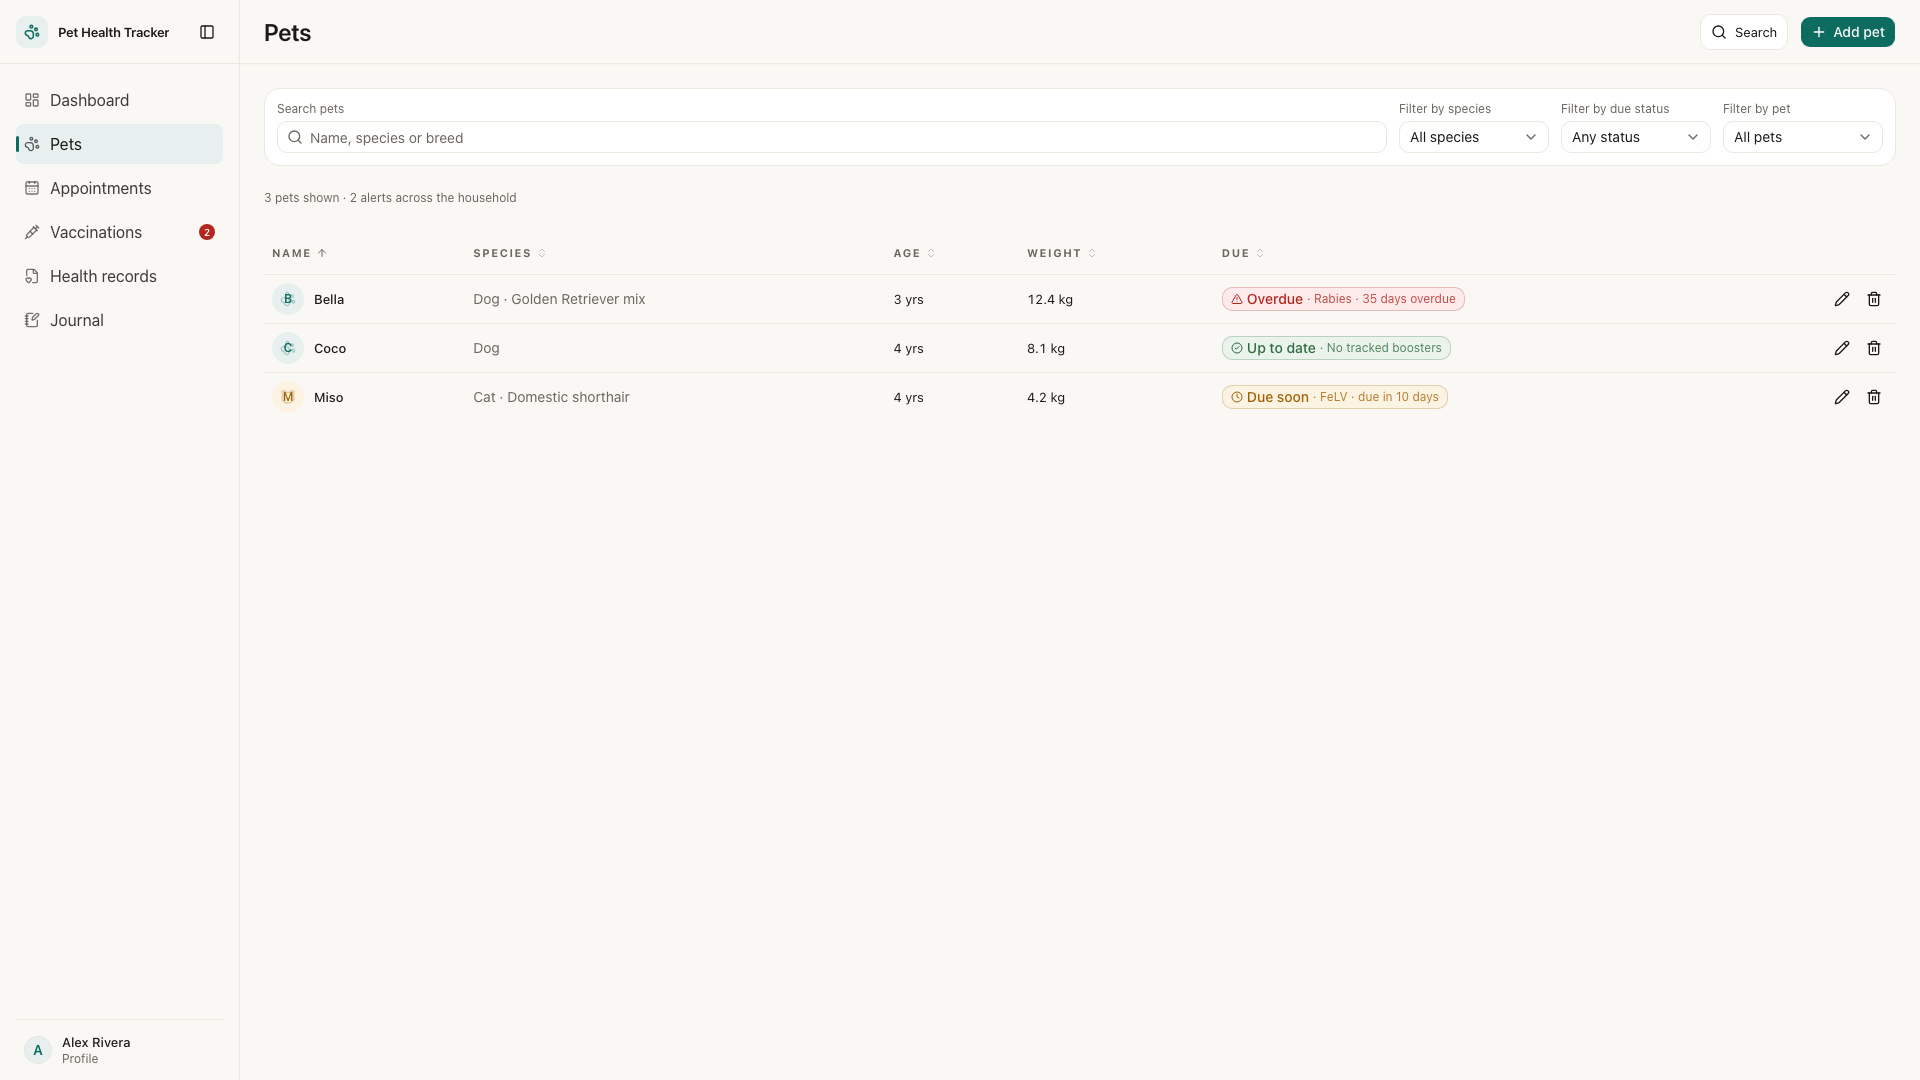 Pet Health Tracker
Pets
Search
Add pet
Dashboard
Pets
Appointments
Vaccinations 2
Health records
Journal
Search pets
Name, species or breed
Filter by species
All species
Filter by due status
Any status
Filter by pet
All pets
3 pets shown · 2 alerts across the household
NAME SPECIES AGE WEIGHT DUE
B Bella Dog · Golden Retriever mix 3 yrs 12.4 kg Overdue · Rabies · 35 days overdue
C Coco Dog 4 yrs 8.1 kg Up to date · No tracked boosters
M Miso Cat · Domestic shorthair 4 yrs 4.2 kg Due soon · FeLV · due in 10 days
A
Alex Rivera
Profile